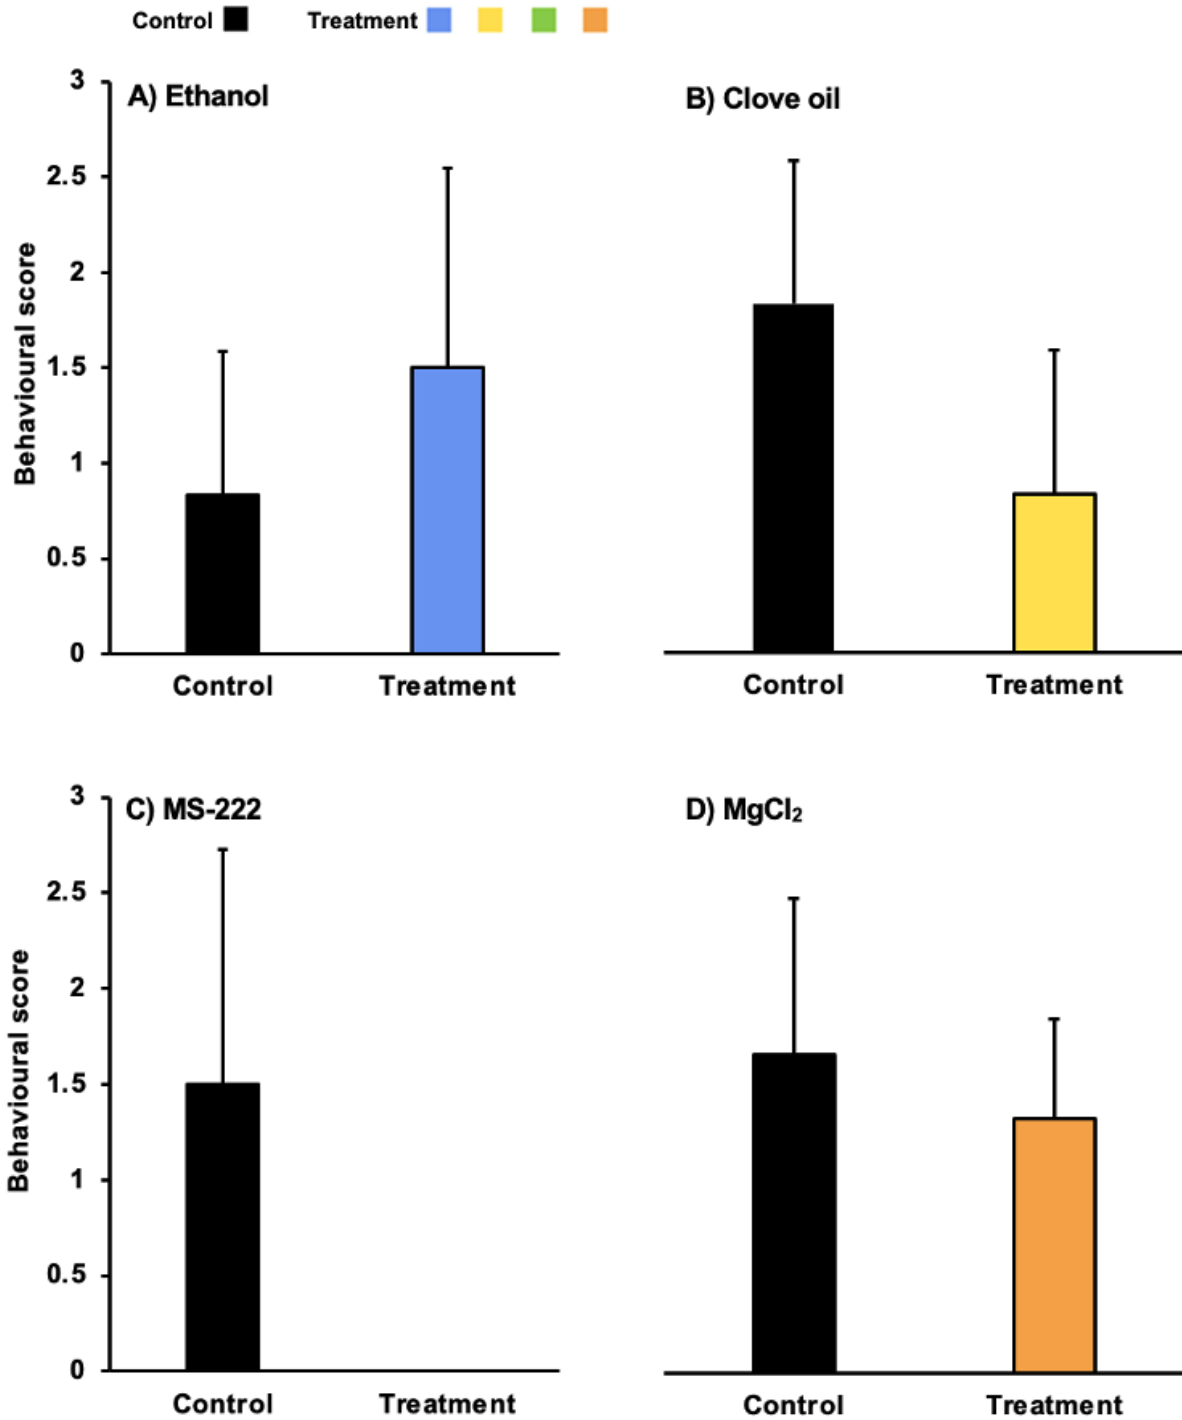 Control Treatment
A) Ethanol
B) Clove oil
Behavioural score
3
2.5
2
1.5
1
0.5
0
Control Treatment
Control Treatment
C) MS-222
D) MgCl₂
Behavioural score
3
2.5
2
1.5
1
0.5
0
Control Treatment
Control Treatment